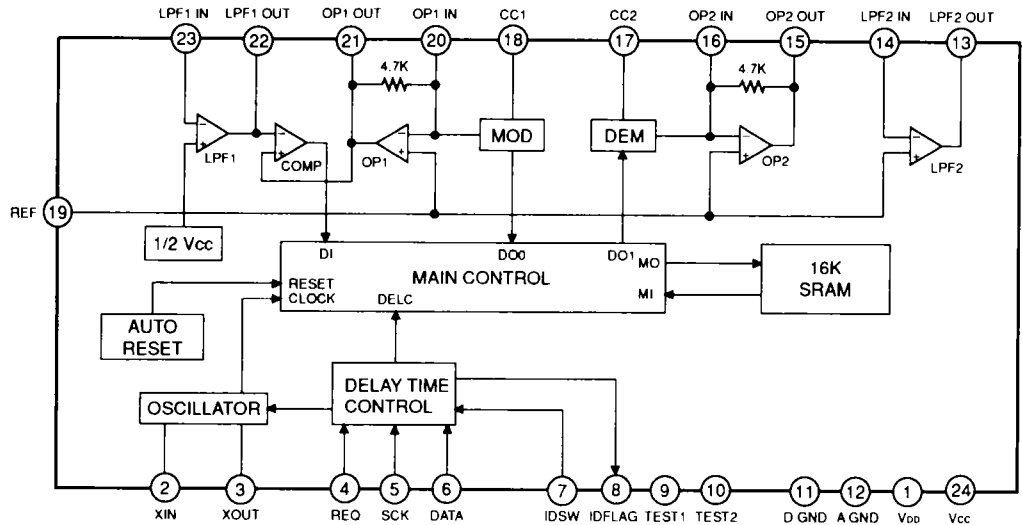 LPF1 IN LPF1 OUT OP1 OUT OP1 IN CC1 CC2 OP2 IN OP2 OUT LPF2 IN LPF2 OUT
23 22 21 20 18 17 16 15 14 13
4.7K 4.7K
− + LPF1
− + COMP
− + OP1
MOD
DEM
− + OP2
− + LPF2
REF 19
1/2 Vcc
DI DO0 DO1
MAIN CONTROL
MO
MI
RESET
CLOCK
DELC
16K
SRAM
AUTO
RESET
DELAY TIME
CONTROL
OSCILLATOR
2 3 4 5 6 7 8 9 10 11 12 1 24
XIN XOUT REQ SCK DATA IDSW IDFLAG TEST1 TEST2 D GND A GND VDD Vcc